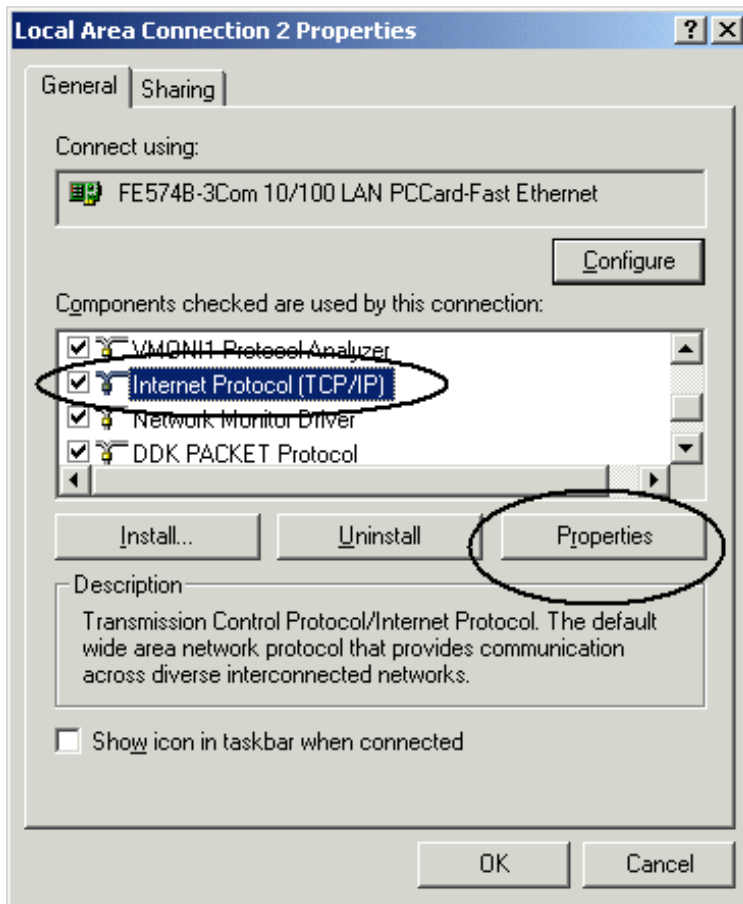 Local Area Connection 2 Properties
General
Sharing
Connect using:
FE574B-3Com 10/100 LAN PCCard-Fast Ethernet
Configure
Components checked are used by this connection:
VMONI1 Protocol Analyzer
Internet Protocol (TCP/IP)
Network Monitor Driver
DDK PACKET Protocol
Install... Uninstall Properties
Description
Transmission Control Protocol/Internet Protocol. The default
wide area network protocol that provides communication
across diverse interconnected networks.
Show icon in taskbar when connected
OK Cancel